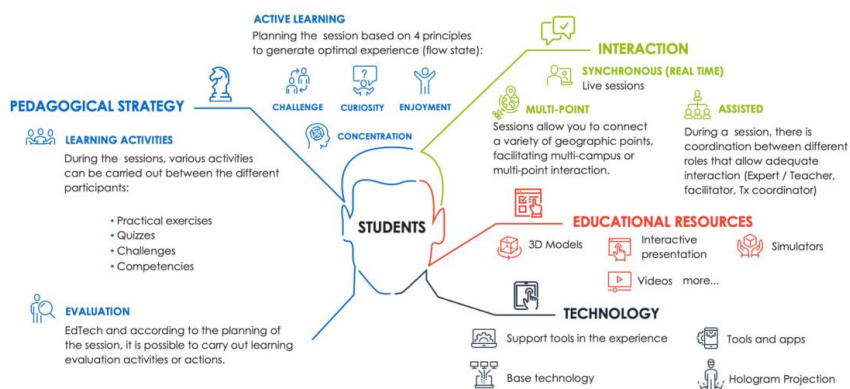 ACTIVE LEARNING
Planning the session based on 4 principles
to generate optimal experience (flow state):
CHALLENGE
CURIOSITY
ENJOYMENT
CONCENTRATION
PEDAGOGICAL STRATEGY
LEARNING ACTIVITIES
During the sessions, various activities
can be carried out between the different
participants:
• Practical exercises
• Quizzes
• Challenges
• Competencies
EVALUATION
EdTech and according to the planning of
the session, it is possible to carry out learning
evaluation activities or actions.
STUDENTS
INTERACTION
SYNCHRONOUS (REAL TIME)
Live sessions
MULTI-POINT
Sessions allow you to connect
a variety of geographic points,
facilitating multi-campus or
multi-point interaction.
ASSISTED
During a session, there is
coordination between different
roles that allow adequate
interaction (Expert / Teacher,
facilitator, Tx coordinator)
EDUCATIONAL RESOURCES
3D Models
Interactive
presentation
Simulators
Videos more...
TECHNOLOGY
Support tools in the experience
Tools and apps
Base technology
Hologram Projection